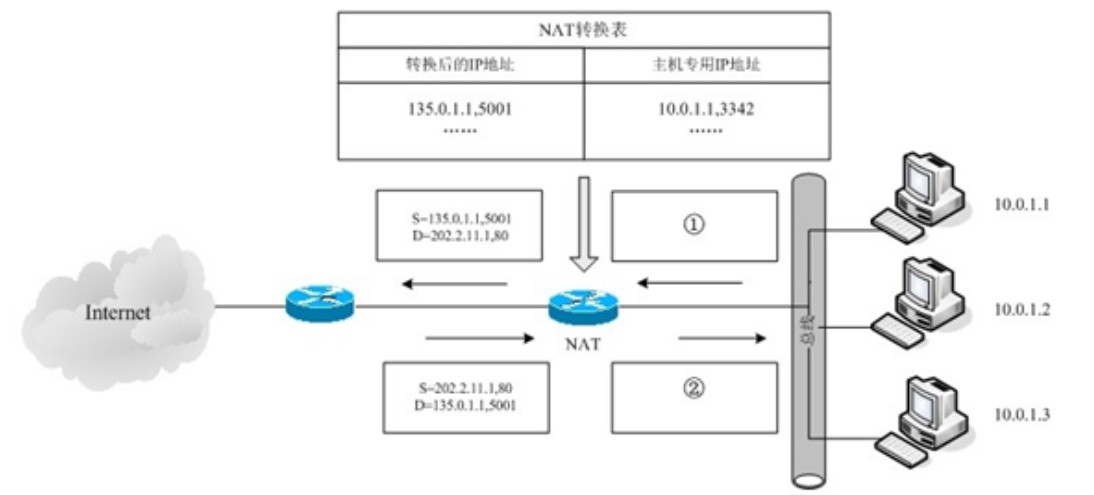 NAT转换表
转换后的IP地址
主机专用IP地址
135.0.1.1,5001
10.0.1.1,3342
……
……
S=135.0.1.1,5001
D=202.2.11.1,80
①
10.0.1.1
Internet
NAT
总线
10.0.1.2
S=202.2.11.1,80
D=135.0.1.1,5001
②
10.0.1.3